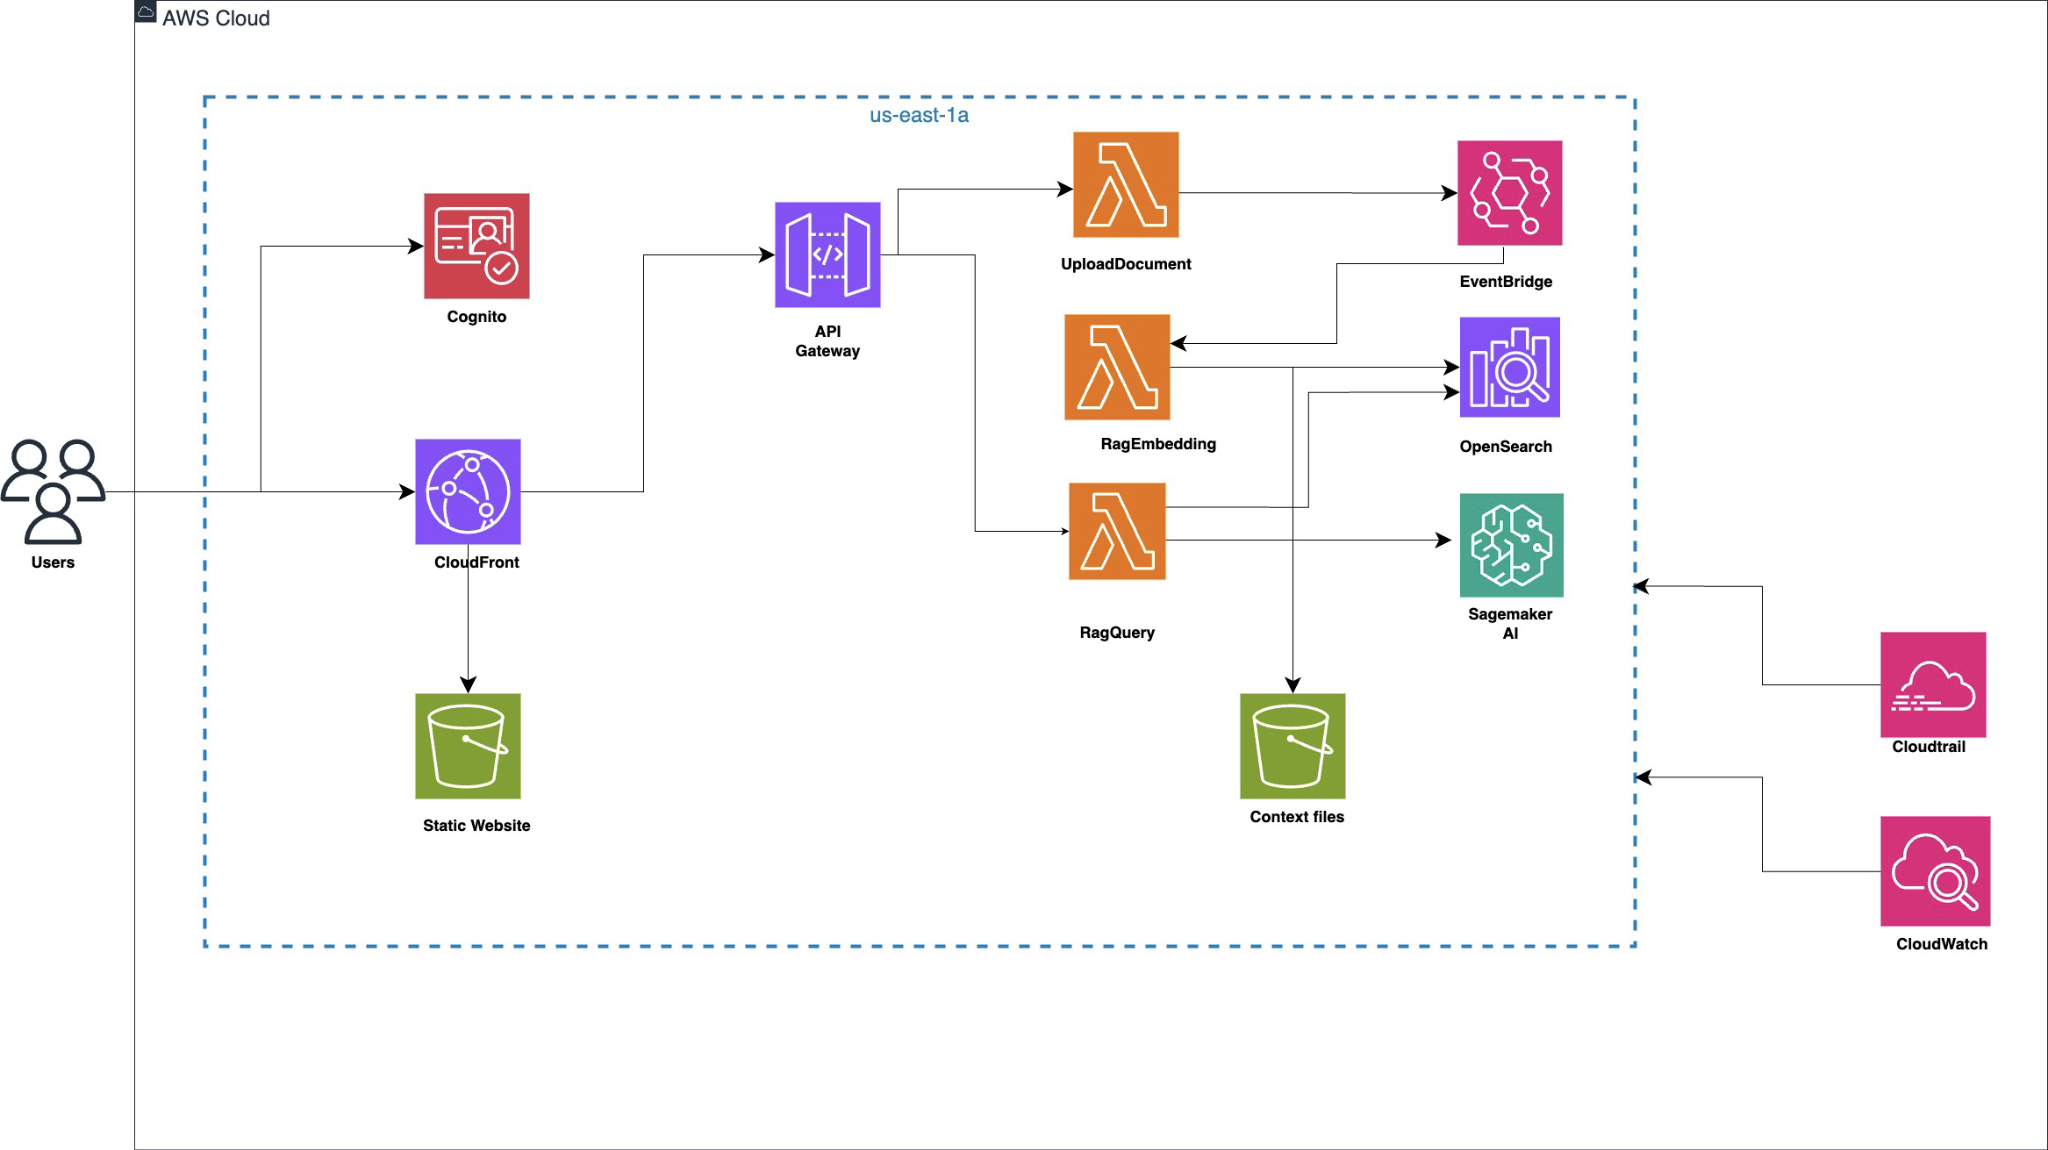 AWS Cloud
us-east-1a
Cognito
API
Gateway
UploadDocument
EventBridge
RagEmbedding
OpenSearch
Users
CloudFront
RagQuery
Sagemaker
AI
Static Website
Context files
Cloudtrail
CloudWatch